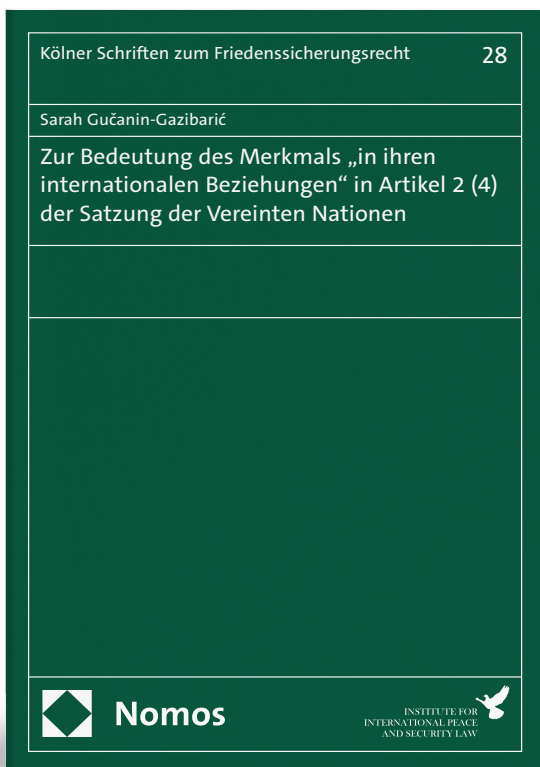 Kölner Schriften zum Friedenssicherungsrecht 28
Sarah Gučanin-Gazibarić
Zur Bedeutung des Merkmals „in ihren
internationalen Beziehungen“ in Artikel 2 (4)
der Satzung der Vereinten Nationen
Nomos
INSTITUTE FOR
INTERNATIONAL PEACE
AND SECURITY LAW